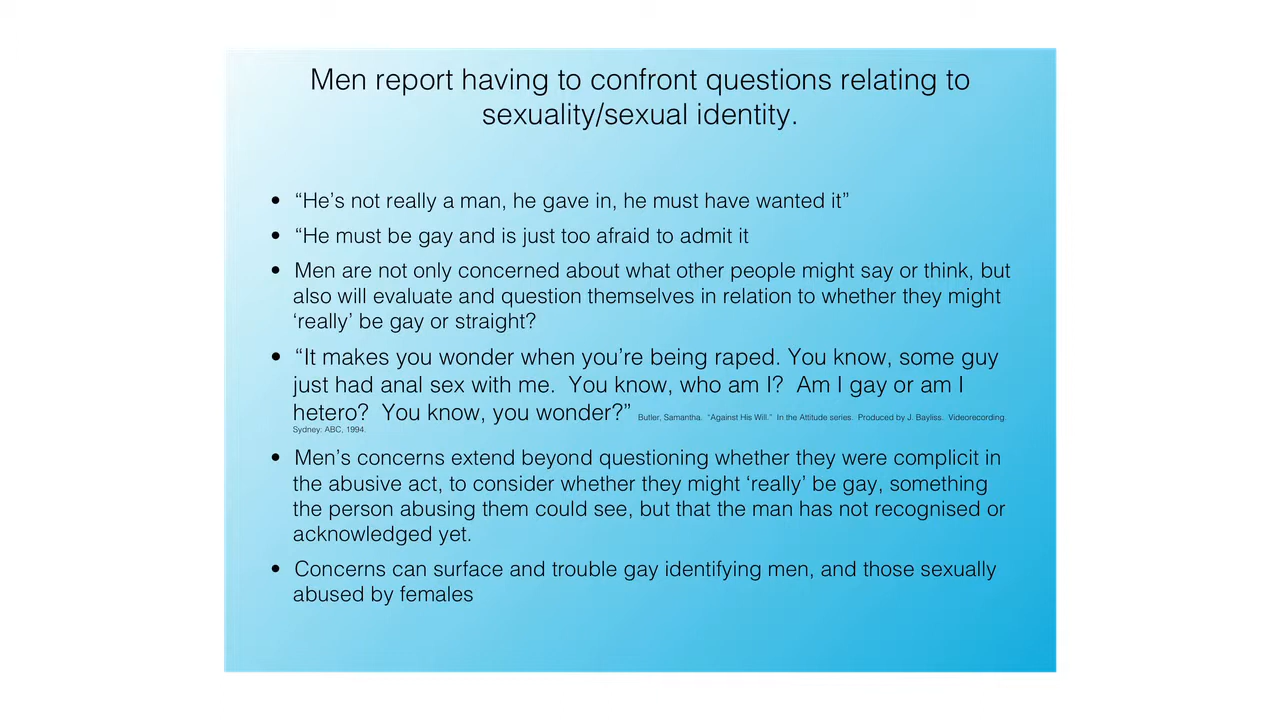 Men report having to confront questions relating to
sexuality/sexual identity.
• “He’s not really a man, he gave in, he must have wanted it”
• “He must be gay and is just too afraid to admit it
• Men are not only concerned about what other people might say or think, but
also will evaluate and question themselves in relation to whether they might
‘really’ be gay or straight?
• “It makes you wonder when you’re being raped. You know, some guy
just had anal sex with me.  You know, who am I?  Am I gay or am I
hetero?  You know, you wonder?” Butler, Samantha.  “Against His Will.”  In the Attitude series.  Produced by J. Bayliss.  Videorecording.
Sydney: ABC, 1994.
• Men’s concerns extend beyond questioning whether they were complicit in
the abusive act, to consider whether they might ‘really’ be gay, something
the person abusing them could see, but that the man has not recognised or
acknowledged yet.
• Concerns can surface and trouble gay identifying men, and those sexually
abused by females